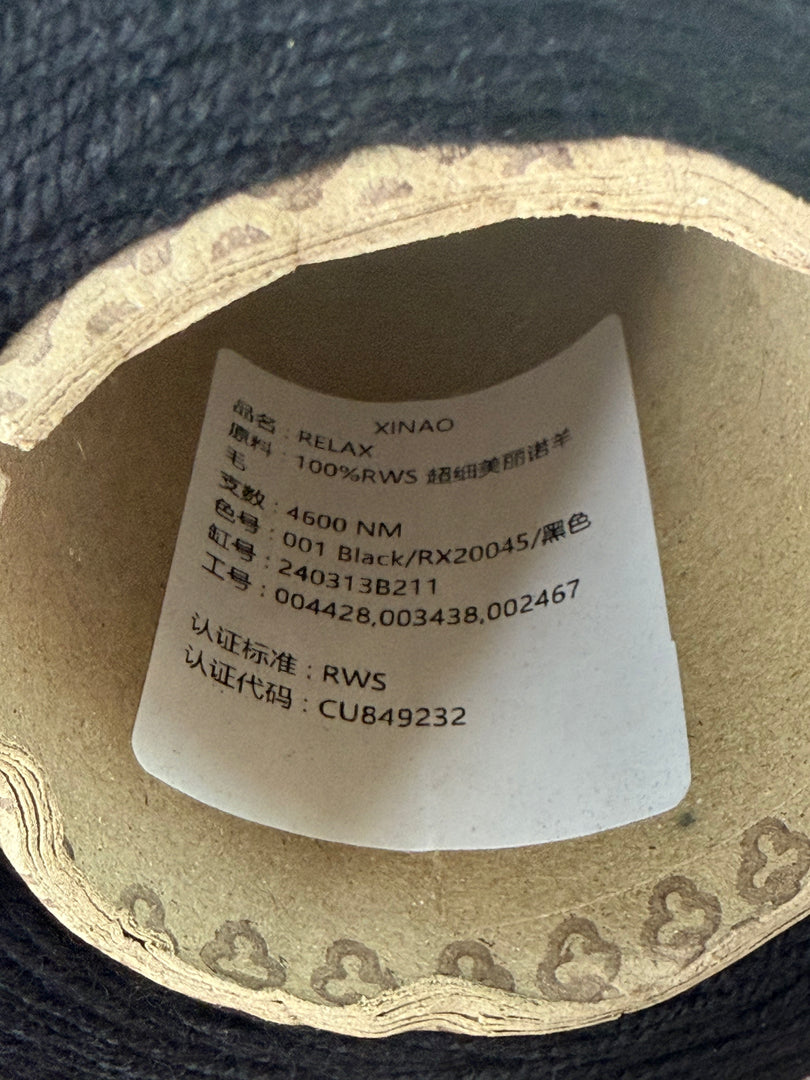 XINAO
品名：RELAX
原料：100%RWS 超细美丽诺羊
毛
支数：4600 NM
色号：001 Black/RX20045/黑色
缸号：240313B211
工号：004428,003438,002467
认证标准：RWS
认证代码：CU849232